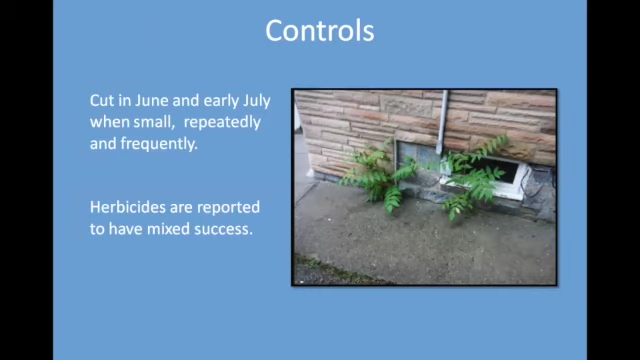 Controls
Cut in June and early July
when small, repeatedly
and frequently.
Herbicides are reported
to have mixed success.